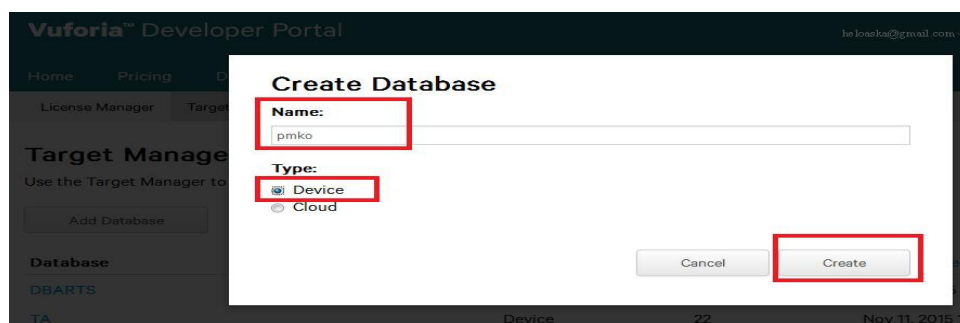 Vuforia™ Developer Portal
heloaska@gmail.com
Home Pricing D
License Manager Target
Target Manage
Use the Target Manager to
Add Database
Database
DBARTS
TA Device 22 Nov 11, 2015
Create Database
Name:
pmko
Type:
Device
Cloud
Cancel Create